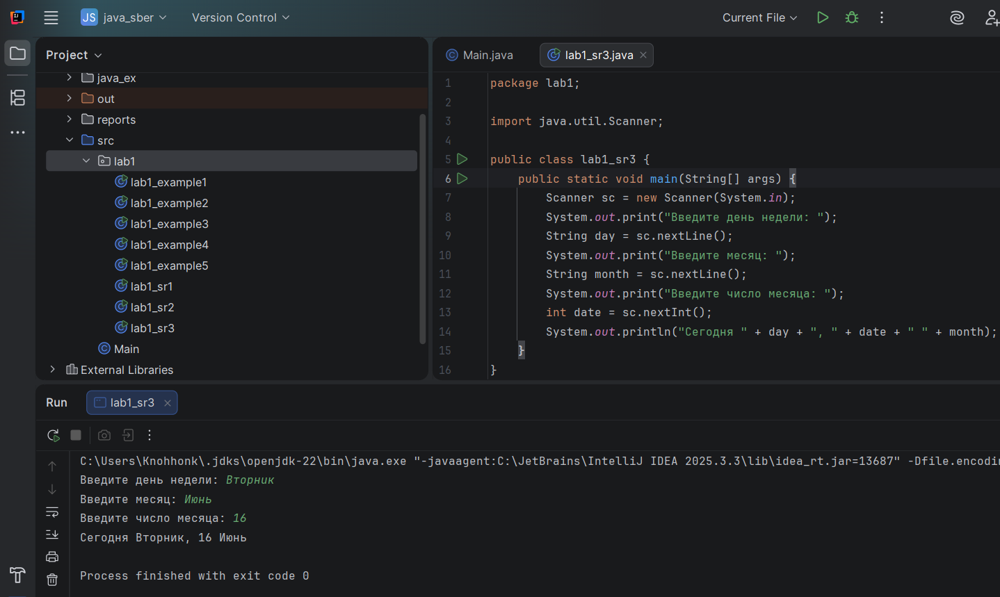 JS java_sber Version Control Current File
Project
java_ex
out
reports
src
lab1
lab1_example1
lab1_example2
lab1_example3
lab1_example4
lab1_example5
lab1_sr1
lab1_sr2
lab1_sr3
Main
External Libraries
Main.java lab1_sr3.java
1 package lab1;
2
3 import java.util.Scanner;
4
5 public class lab1_sr3 {
6 public static void main(String[] args) {
7 Scanner sc = new Scanner(System.in);
8 System.out.print("Введите день недели: ");
9 String day = sc.nextLine();
10 System.out.print("Введите месяц: ");
11 String month = sc.nextLine();
12 System.out.print("Введите число месяца: ");
13 int date = sc.nextInt();
14 System.out.println("Сегодня " + day + ", " + date + " " + month);
15 }
16 }
Run lab1_sr3
C:\Users\Knohhonk\.jdks\openjdk-22\bin\java.exe "-javaagent:C:\JetBrains\IntelliJ IDEA 2025.3.3\lib\idea_rt.jar=13687" -Dfile.encodin
Введите день недели: Вторник
Введите месяц: Июнь
Введите число месяца: 16
Сегодня Вторник, 16 Июнь
Process finished with exit code 0